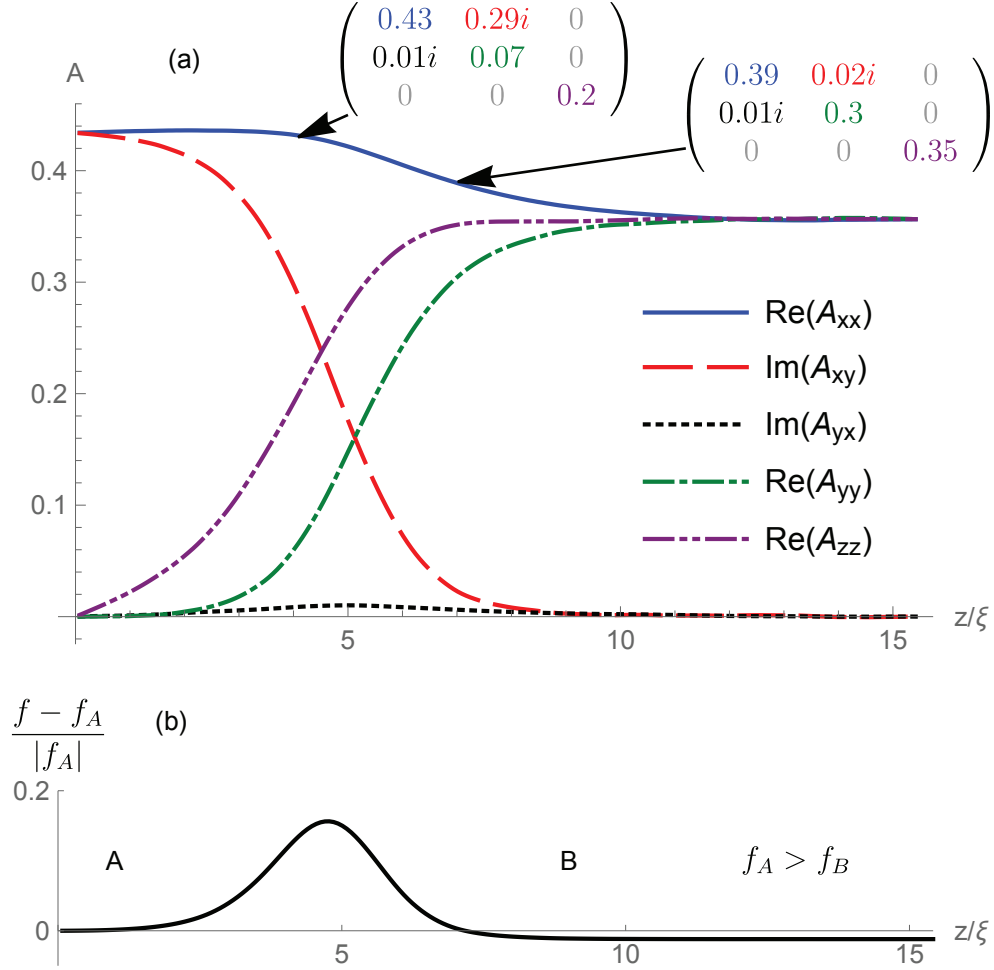 (a)
A
0.43 0.29i 0
0.01i 0.07 0
0 0 0.2
0.39 0.02i 0
0.01i 0.3 0
0 0 0.35
0.4
0.3
0.2
0.1
0
5 10 15
z/ξ
Re(A_xx)
Im(A_xy)
Im(A_yx)
Re(A_yy)
Re(A_zz)
(b)
f − f_A
|f_A|
0.2
0
A
B
f_A > f_B
5 10 15
z/ξ